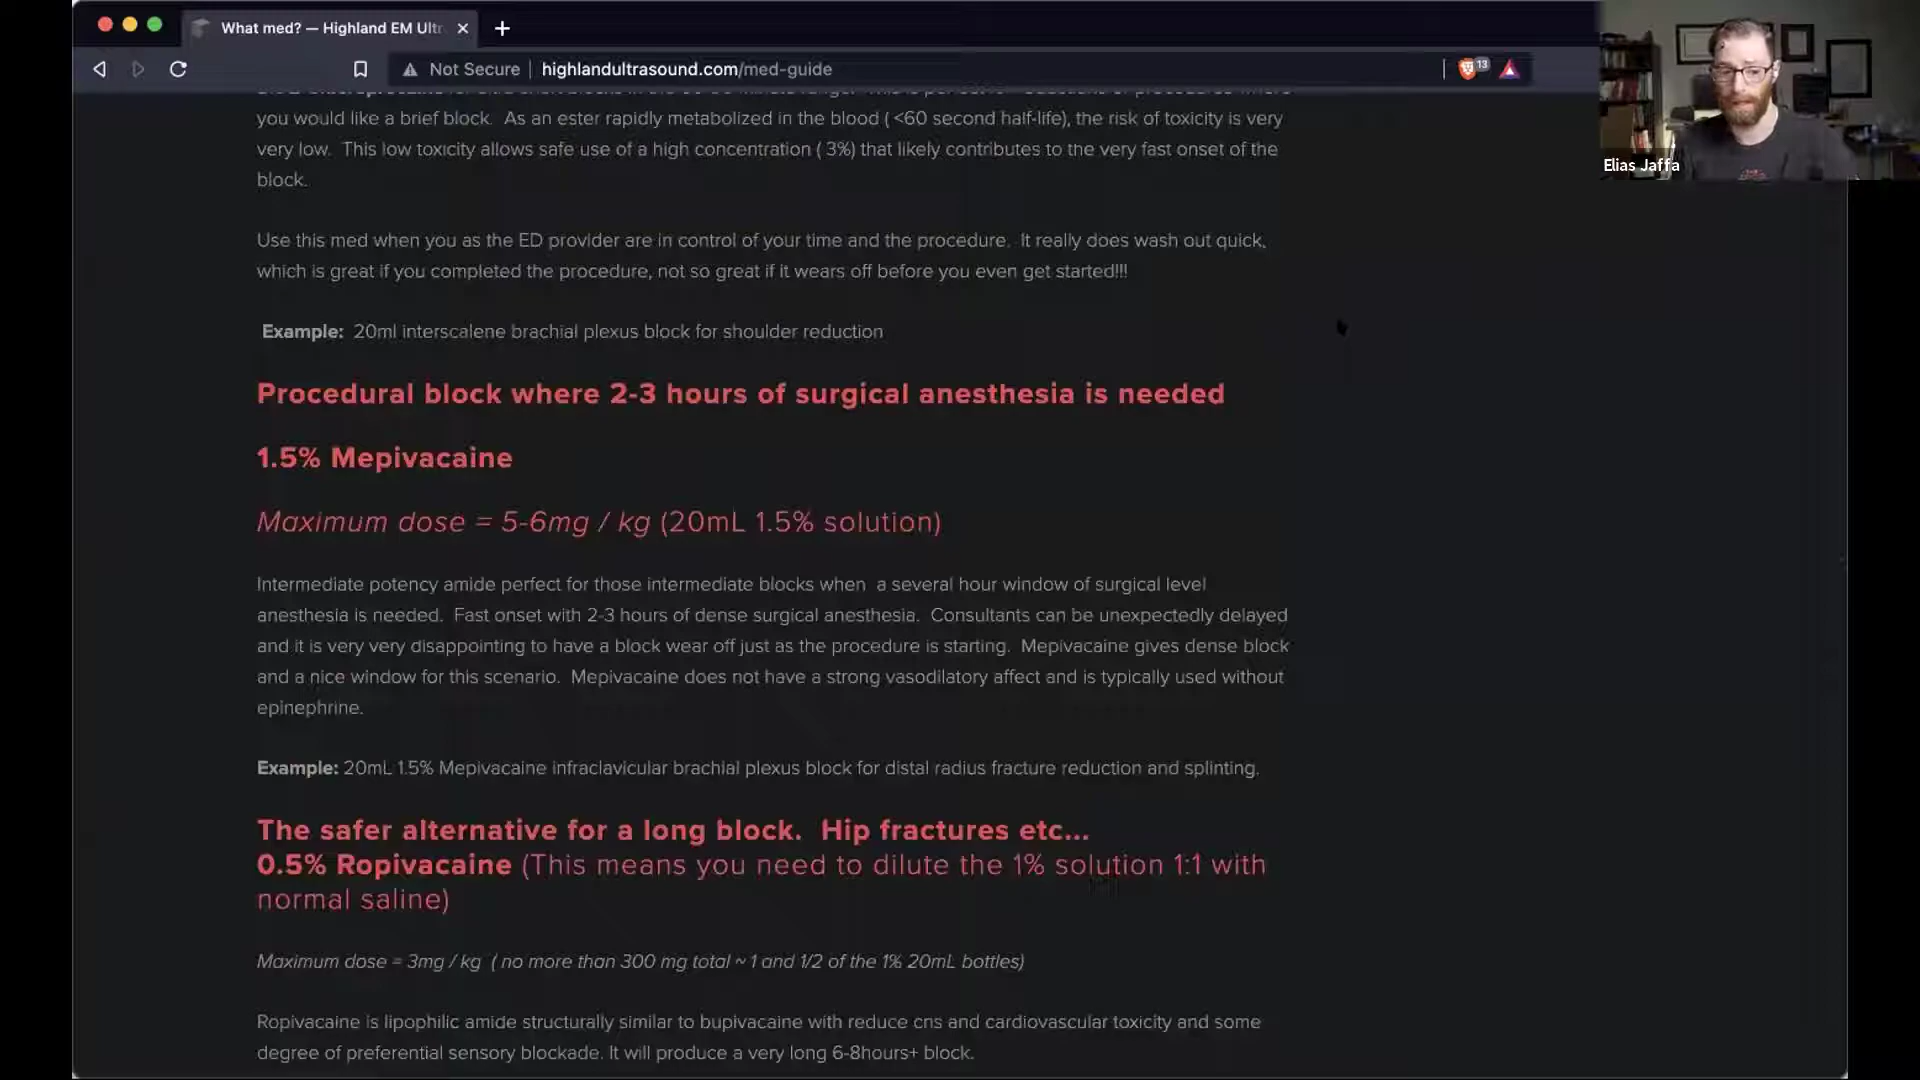 What med? — Highland EM Ultr
Not Secure
highlandultrasound.com/med-guide
13
Elias Jaffa
you would like a brief block. As an ester rapidly metabolized in the blood ( <60 second half-life), the risk of toxicity is very
very low. This low toxicity allows safe use of a high concentration ( 3%) that likely contributes to the very fast onset of the
block.
Use this med when you as the ED provider are in control of your time and the procedure. It really does wash out quick,
which is great if you completed the procedure, not so great if it wears off before you even get started!!!
Example: 20ml interscalene brachial plexus block for shoulder reduction
Procedural block where 2-3 hours of surgical anesthesia is needed
1.5% Mepivacaine
Maximum dose = 5-6mg / kg (20mL 1.5% solution)
Intermediate potency amide perfect for those intermediate blocks when a several hour window of surgical level
anesthesia is needed. Fast onset with 2-3 hours of dense surgical anesthesia. Consultants can be unexpectedly delayed
and it is very very disappointing to have a block wear off just as the procedure is starting. Mepivacaine gives dense block
and a nice window for this scenario. Mepivacaine does not have a strong vasodilatory affect and is typically used without
epinephrine.
Example: 20mL 1.5% Mepivacaine infraclavicular brachial plexus block for distal radius fracture reduction and splinting.
The safer alternative for a long block. Hip fractures etc...
0.5% Ropivacaine (This means you need to dilute the 1% solution 1:1 with
normal saline)
Maximum dose = 3mg / kg ( no more than 300 mg total ~ 1 and 1/2 of the 1% 20mL bottles)
Ropivacaine is lipophilic amide structurally similar to bupivacaine with reduce cns and cardiovascular toxicity and some
degree of preferential sensory blockade. It will produce a very long 6-8hours+ block.